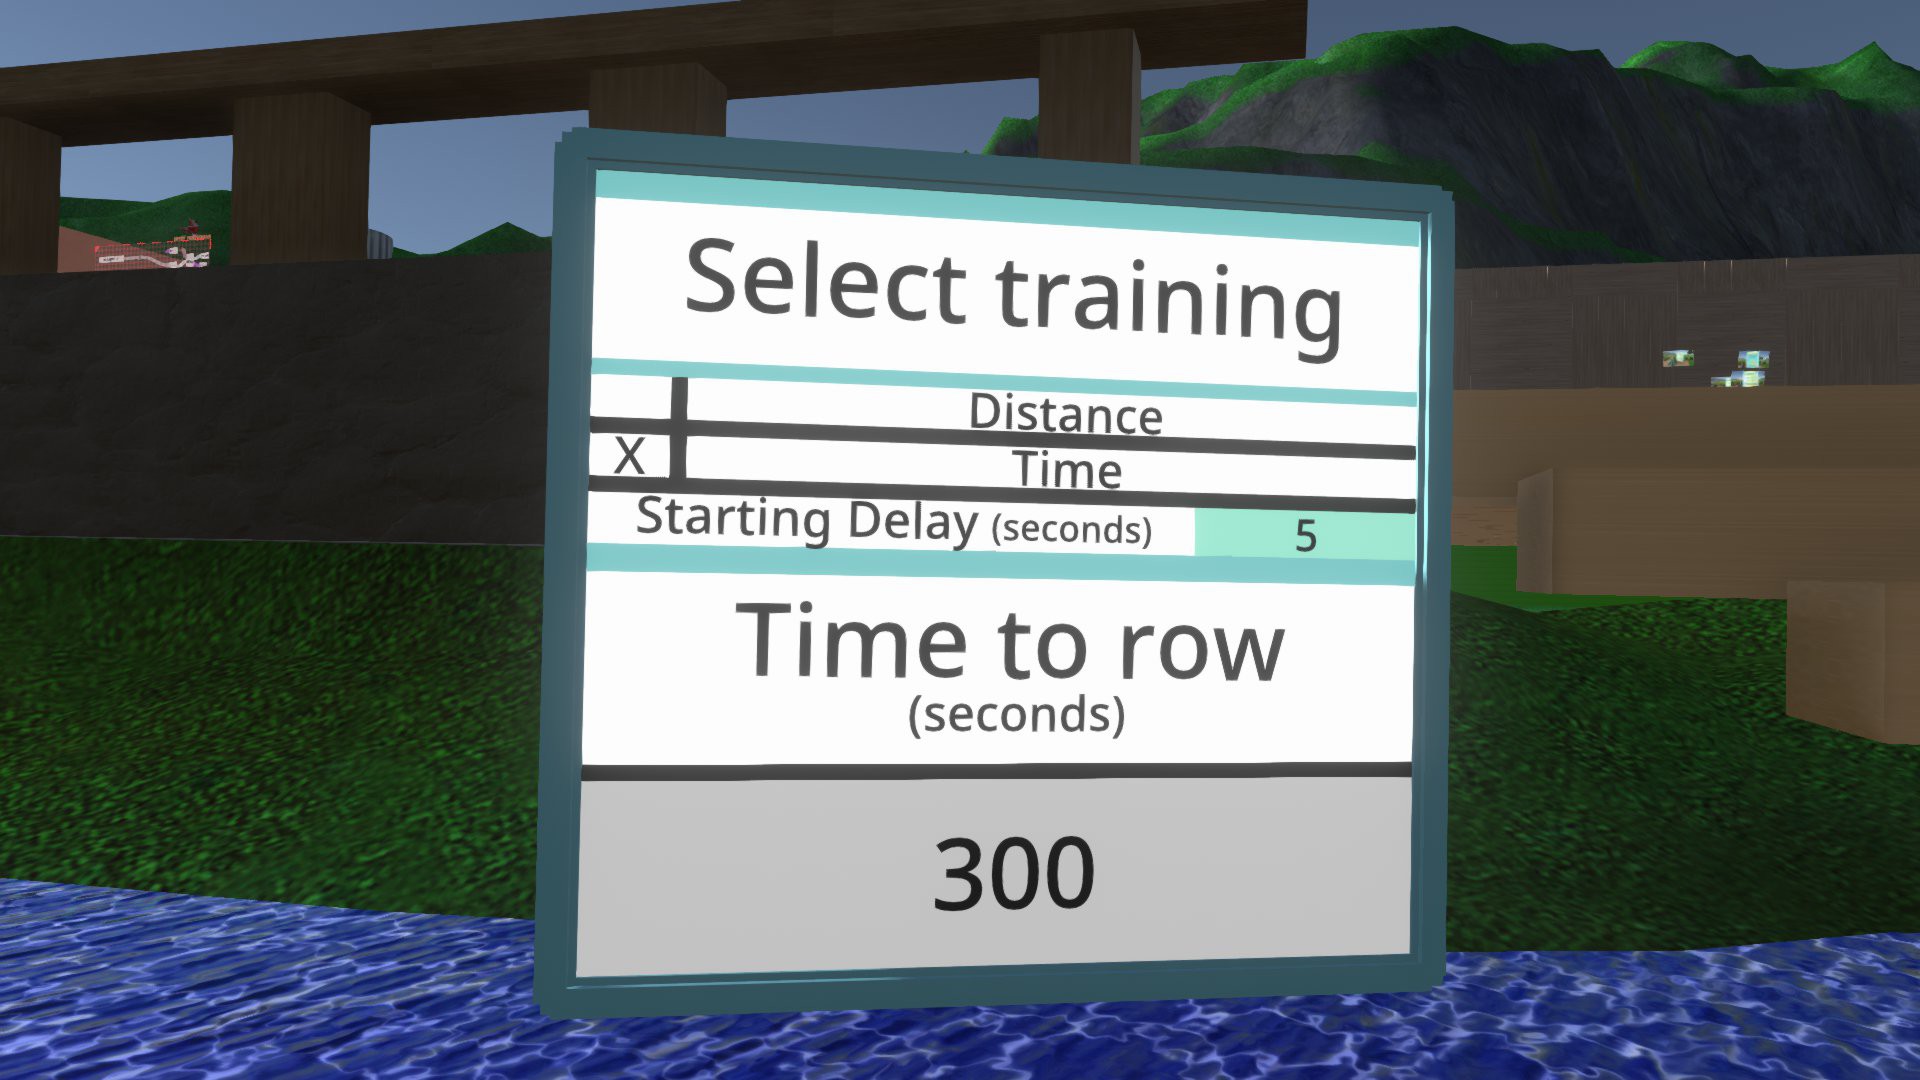 Select training
Distance
X Time
Starting Delay (seconds) 5
Time to row
(seconds)
300